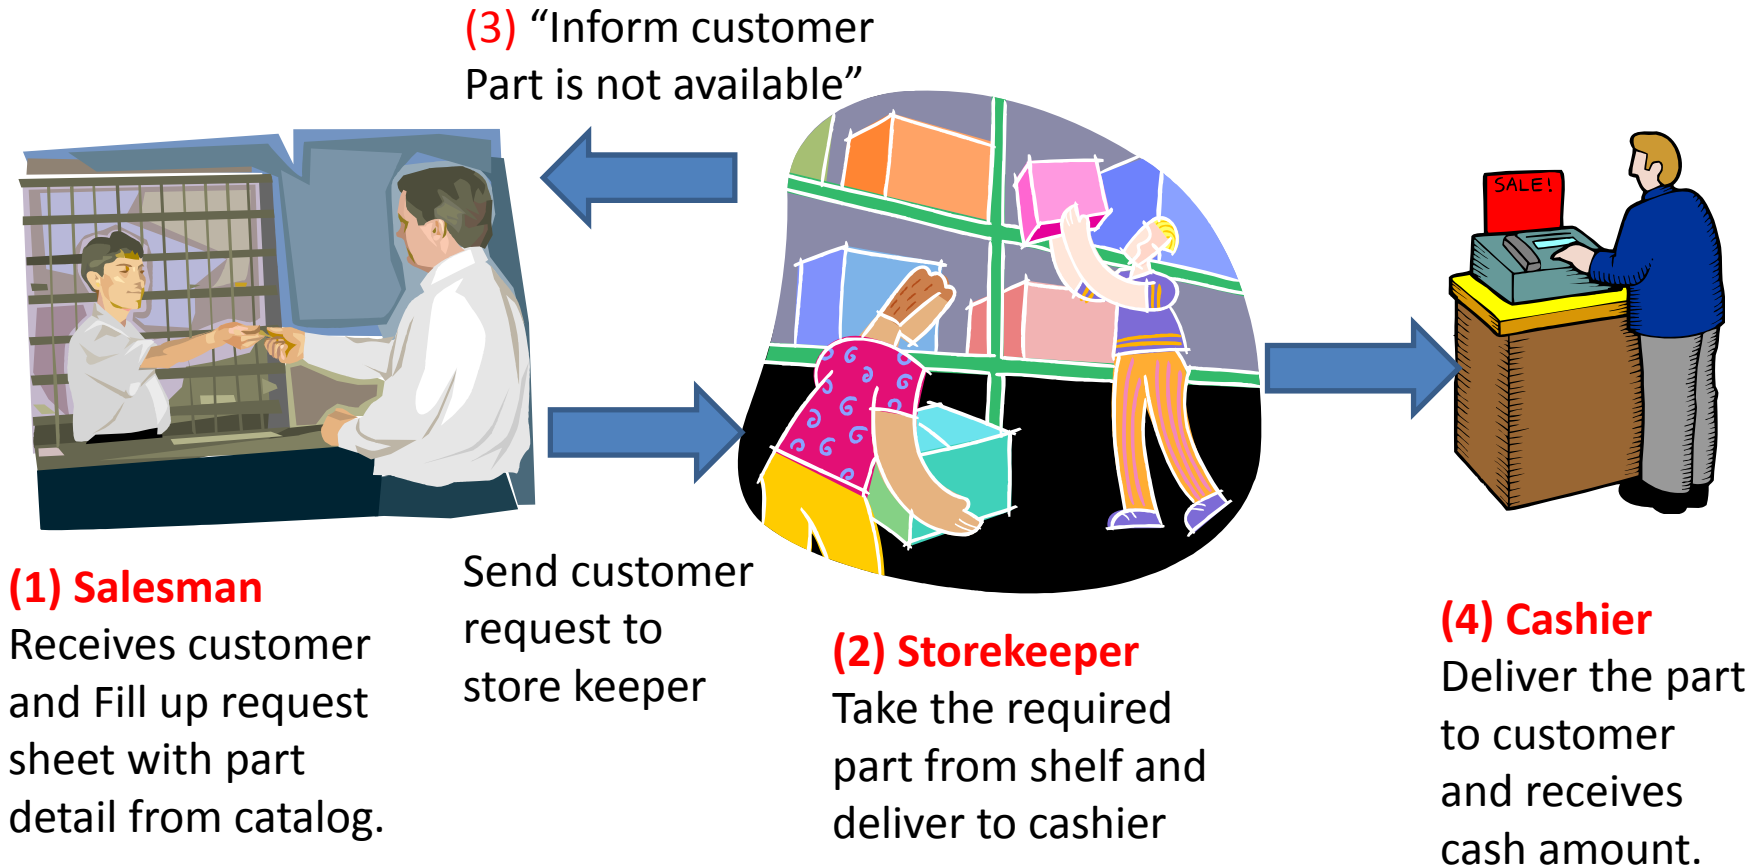 (3) “Inform customer
Part is not available”
SALE!
(1) Salesman
Receives customer
and Fill up request
sheet with part
detail from catalog.
Send customer
request to
store keeper
(2) Storekeeper
Take the required
part from shelf and
deliver to cashier
(4) Cashier
Deliver the part
to customer
and receives
cash amount.